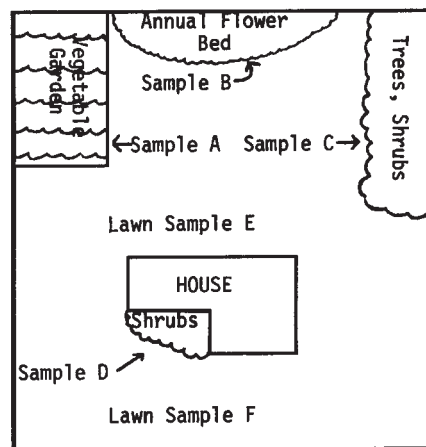 Annual Flower
Bed
Vegetable
Garden
Trees, Shrubs
Sample B
Sample A
Sample C
Lawn Sample E
HOUSE
Shrubs
Sample D
Lawn Sample F